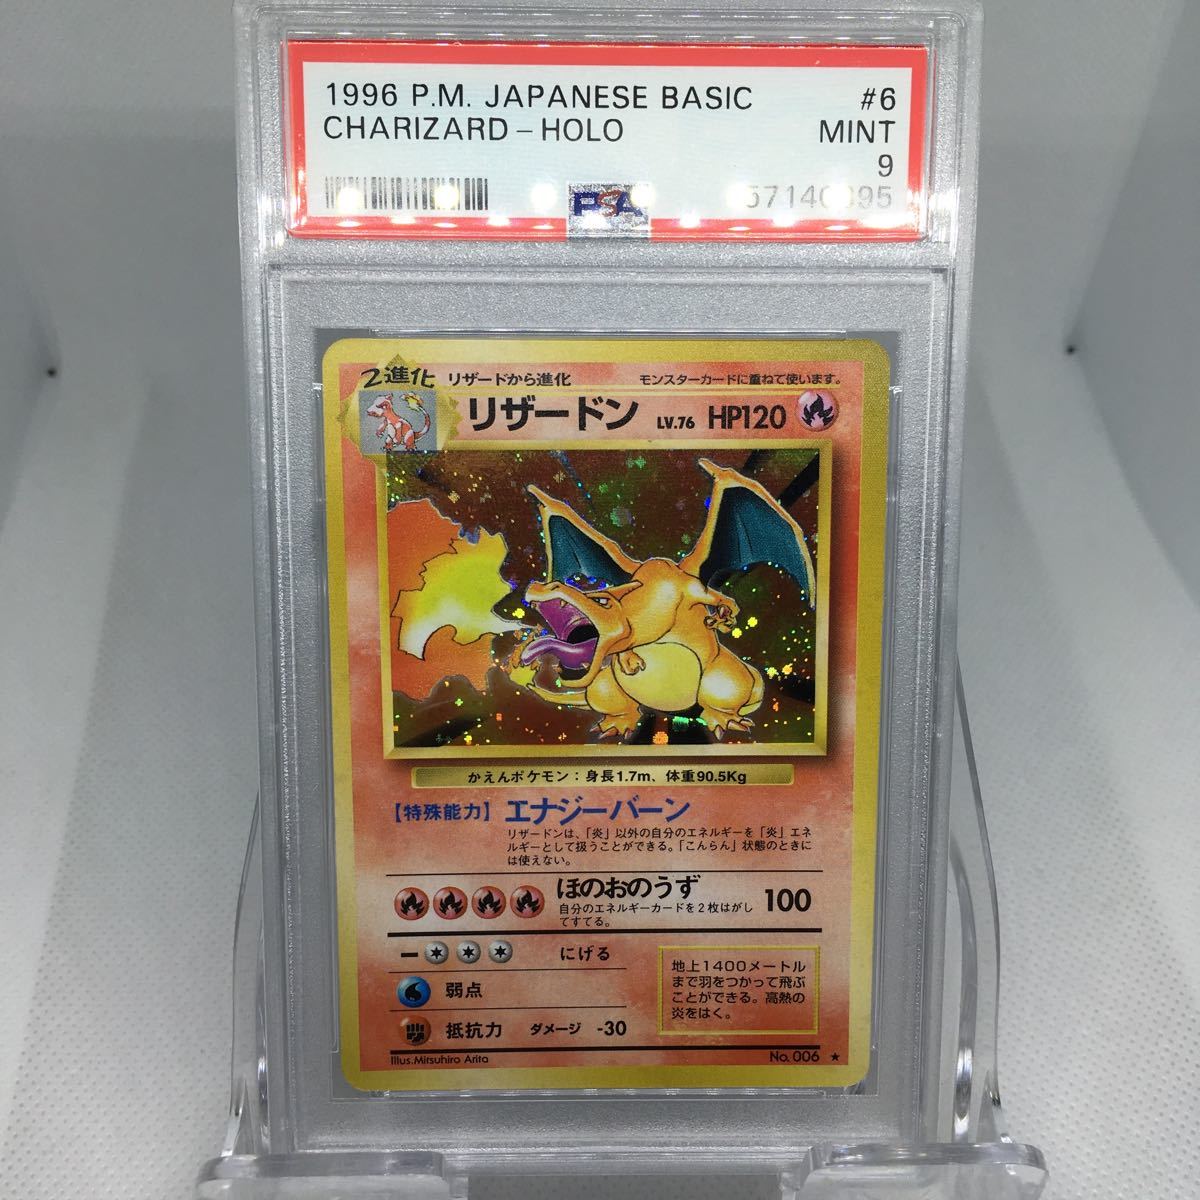 1996 P.M. JAPANESE BASIC #6
CHARIZARD - HOLO MINT
9
PSA
2進化 リザードから進化 モンスターカードに重ねて使います。
リザードン LV.76 HP120
かえんポケモン：身長1.7m、体重90.5Kg
【特殊能力】エナジーバーン
リザードンは、「炎」以外の自分のエネルギーを「炎」エネ
ルギーとして扱うことができる。「こんらん」状態のときに
は使えない。
ほのおのうず 100
自分のエネルギーカードを2枚はがし
てすてる。
にげる
弱点
抵抗力 ダメージ -30
地上1400メートル
まで羽をつかって飛ぶ
ことができる。高熱の
炎をはく。
Illus.Mitsuhiro Arita No.006 ★